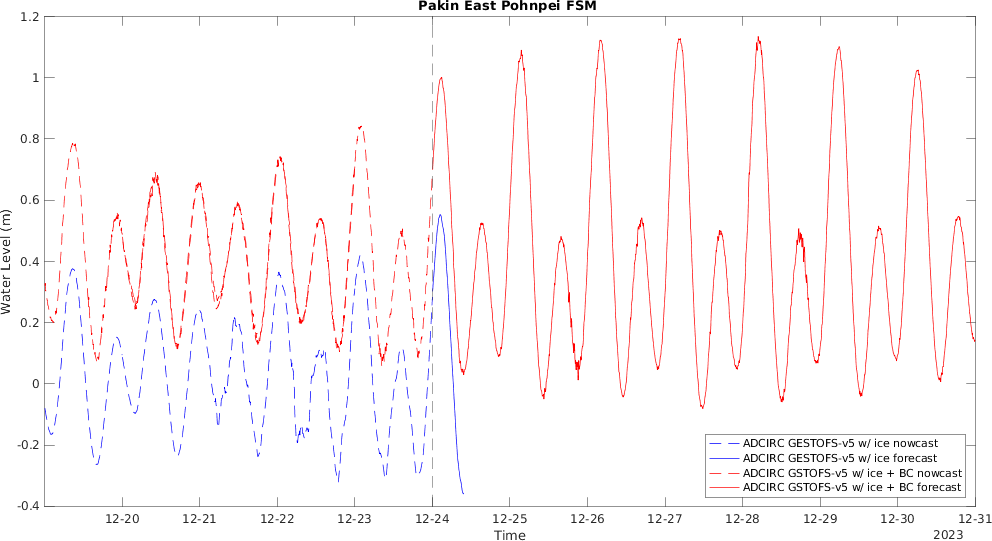 Pakin East Pohnpei FSM
1.2
1
0.8
0.6
0.4
0.2
0
-0.2
-0.4
Water Level (m)
ADCIRC GESTOFS-v5 w/ ice nowcast
ADCIRC GESTOFS-v5 w/ ice forecast
ADCIRC GSTOFS-v5 w/ ice + BC nowcast
ADCIRC GSTOFS-v5 w/ ice + BC forecast
12-20 12-21 12-22 12-23 12-24 12-25 12-26 12-27 12-28 12-29 12-30 12-31
Time
2023